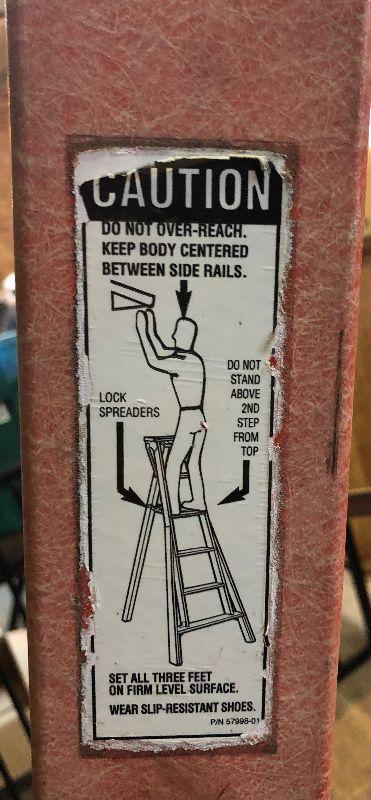 CAUTION
DO NOT OVER-REACH.
KEEP BODY CENTERED
BETWEEN SIDE RAILS.
DO NOT
STAND
ABOVE
2ND
STEP
FROM
TOP
LOCK
SPREADERS
SET ALL THREE FEET
ON FIRM LEVEL SURFACE.
WEAR SLIP-RESISTANT SHOES.
P/N 57998-01